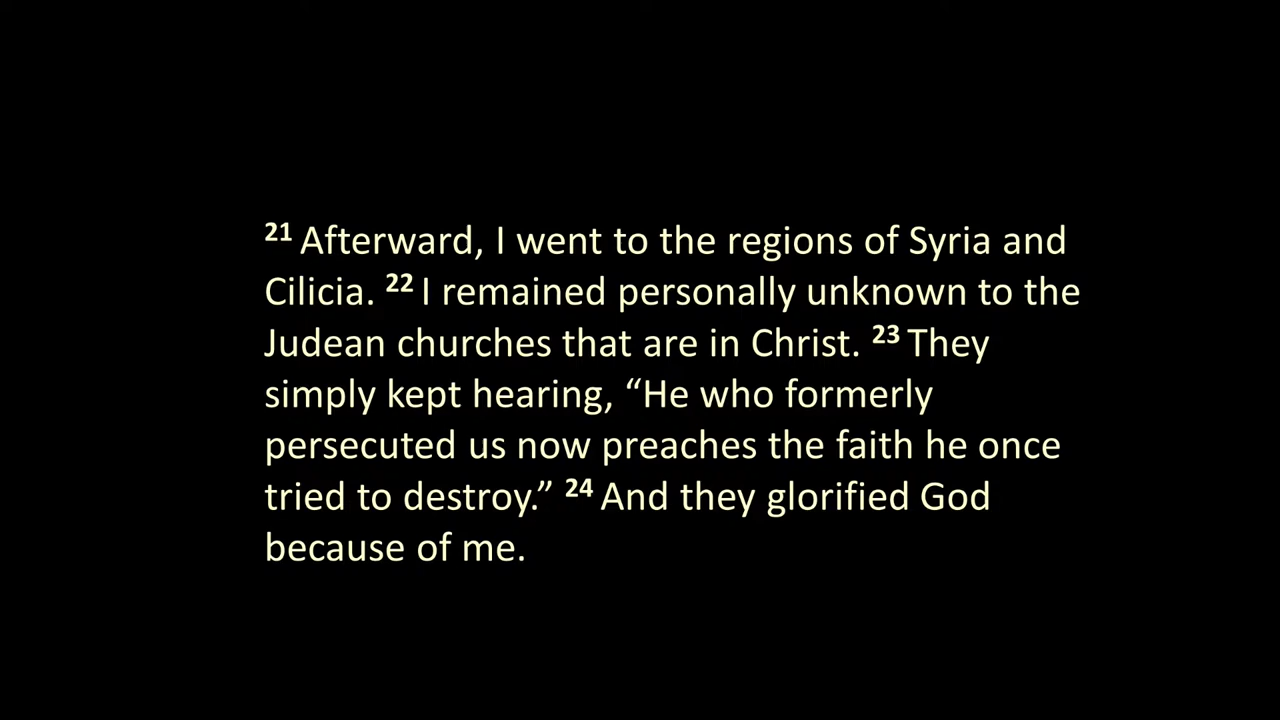 21 Afterward, I went to the regions of Syria and
Cilicia. 22 I remained personally unknown to the
Judean churches that are in Christ. 23 They
simply kept hearing, “He who formerly
persecuted us now preaches the faith he once
tried to destroy.” 24 And they glorified God
because of me.